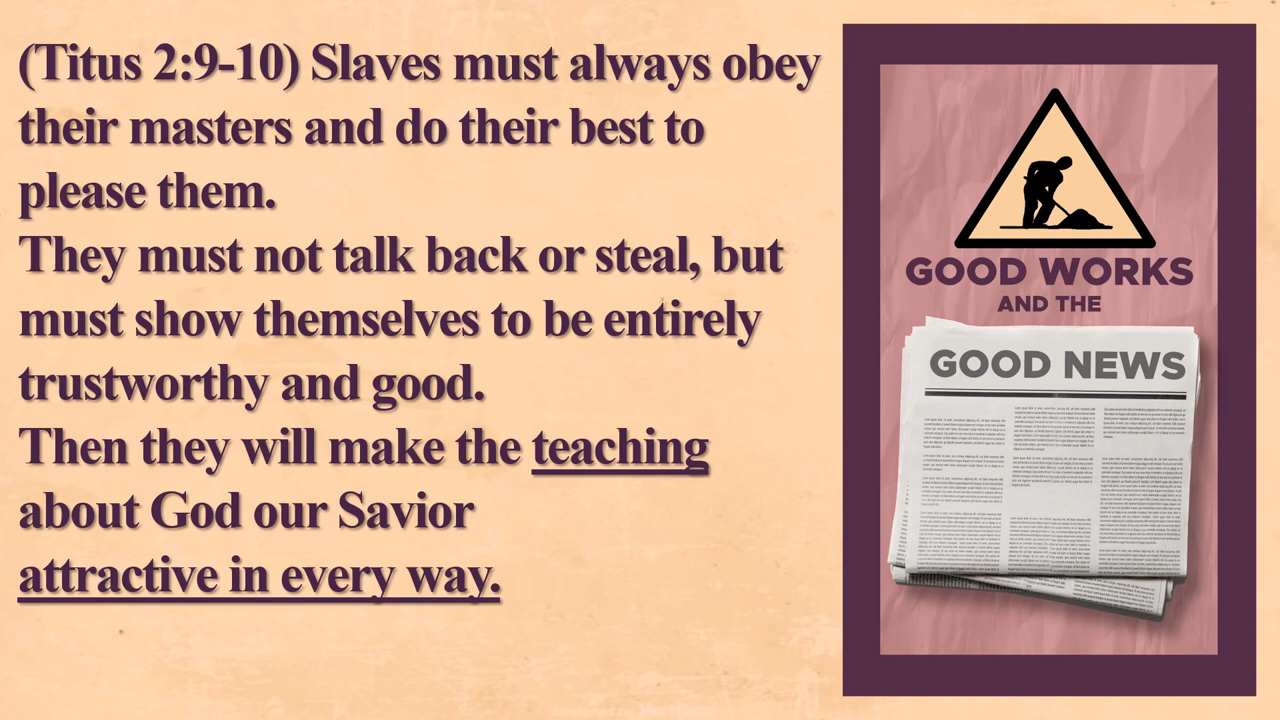 (Titus 2:9-10) Slaves must always obey
their masters and do their best to
please them.
They must not talk back or steal, but
must show themselves to be entirely
trustworthy and good.
Then they will make the teaching
about God our Savior
attractive in every way.
GOOD WORKS
AND THE
GOOD NEWS